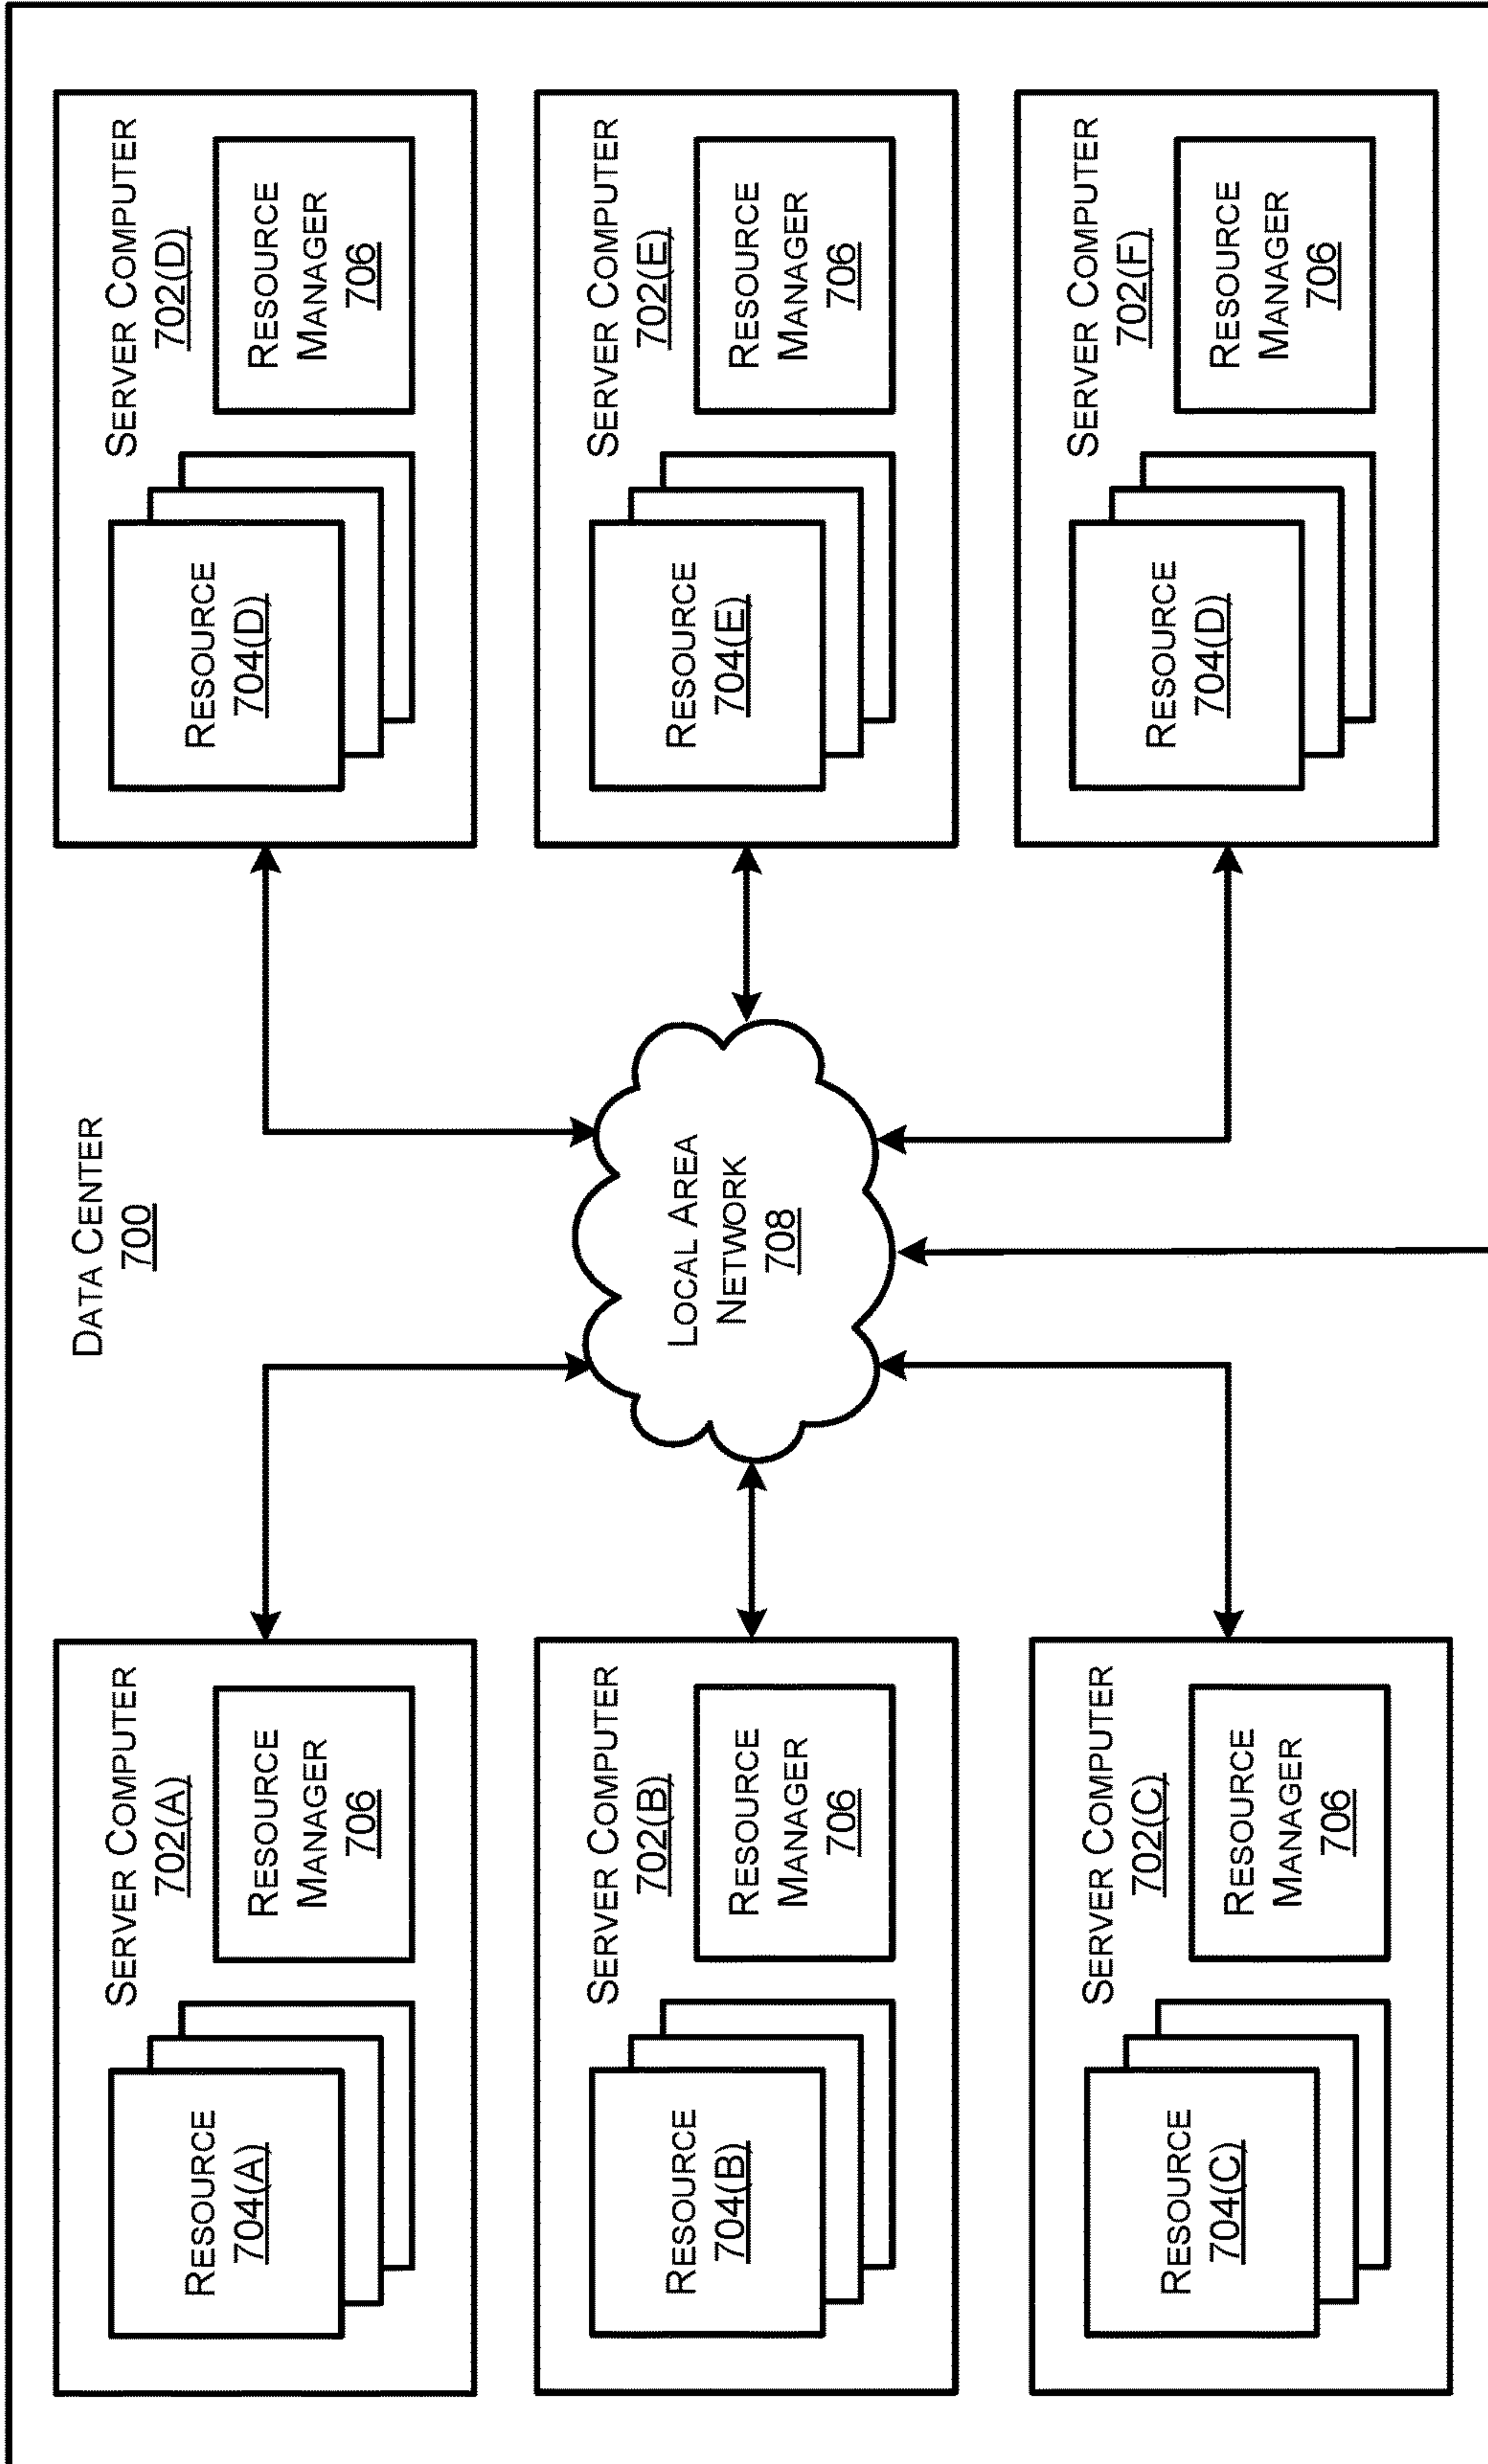 DATA CENTER
700
SERVER COMPUTER
702(A)
RESOURCE
704(A)
RESOURCE
MANAGER
706
SERVER COMPUTER
702(D)
RESOURCE
704(D)
RESOURCE
MANAGER
706
SERVER COMPUTER
702(B)
RESOURCE
704(B)
RESOURCE
MANAGER
706
LOCAL AREA
NETWORK
708
SERVER COMPUTER
702(E)
RESOURCE
704(E)
RESOURCE
MANAGER
706
SERVER COMPUTER
702(C)
RESOURCE
704(C)
RESOURCE
MANAGER
706
SERVER COMPUTER
702(F)
RESOURCE
704(D)
RESOURCE
MANAGER
706